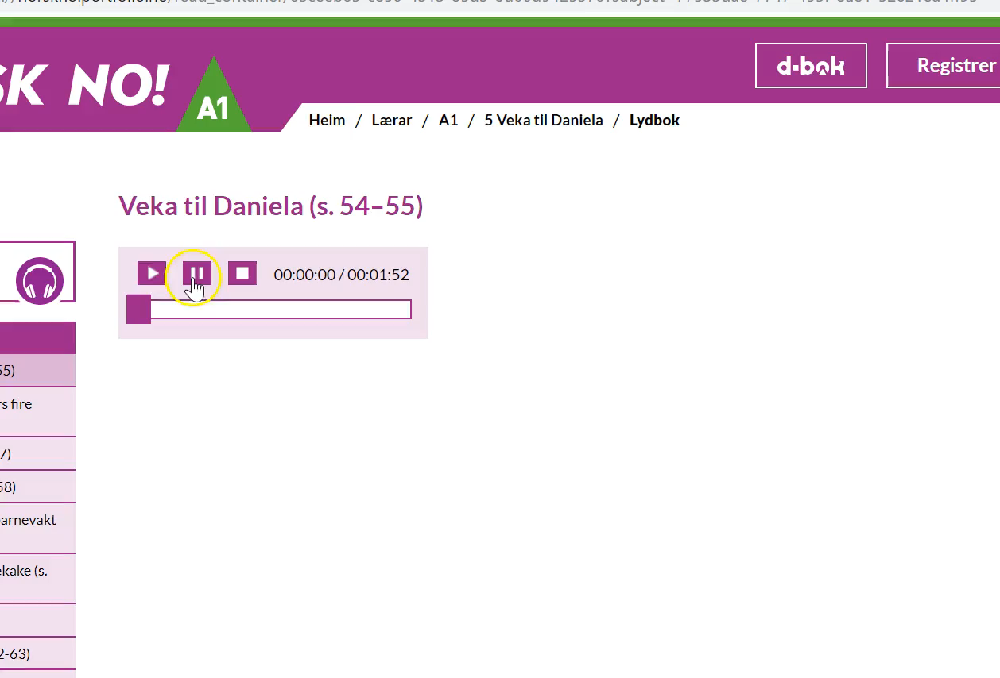 SK NO!
A1
d·bok
Registrer
Heim / Lærar / A1 / 5 Veka til Daniela / Lydbok
Veka til Daniela (s. 54–55)
00:00:00 / 00:01:52
55)
rs fire
7)
58)
arnevakt
ekake (s.
2-63)